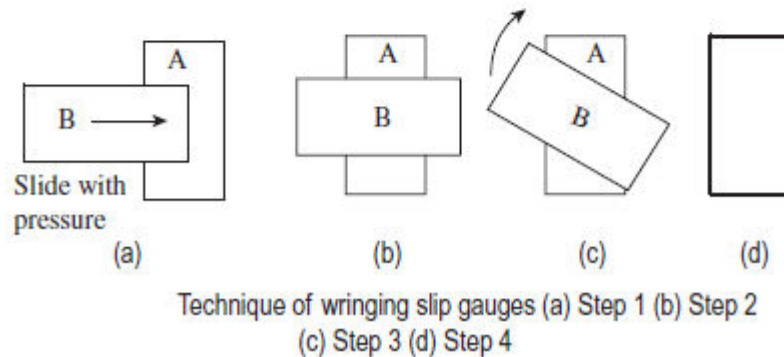 A
B
Slide with
pressure
(a)
A
B
(b)
A
B
(c)
(d)
Technique of wringing slip gauges (a) Step 1 (b) Step 2
(c) Step 3 (d) Step 4